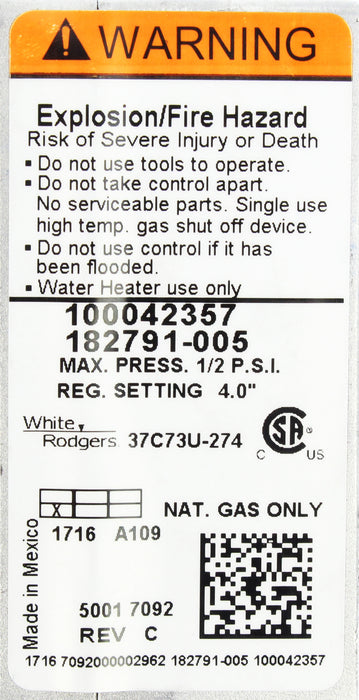 WARNING
Explosion/Fire Hazard
Risk of Severe Injury or Death
▪ Do not use tools to operate.
▪ Do not take control apart.
No serviceable parts. Single use
high temp. gas shut off device.
▪ Do not use control if it has
been flooded.
▪ Water Heater use only
100042357
182791-005
MAX. PRESS. 1/2 P.S.I.
REG. SETTING 4.0"
White
Rodgers 37C73U-274
CSA ®
C US
X
NAT. GAS ONLY
1716 A109
Made in Mexico
5001 7092
REV C
1716 7092000002962 182791-005 100042357